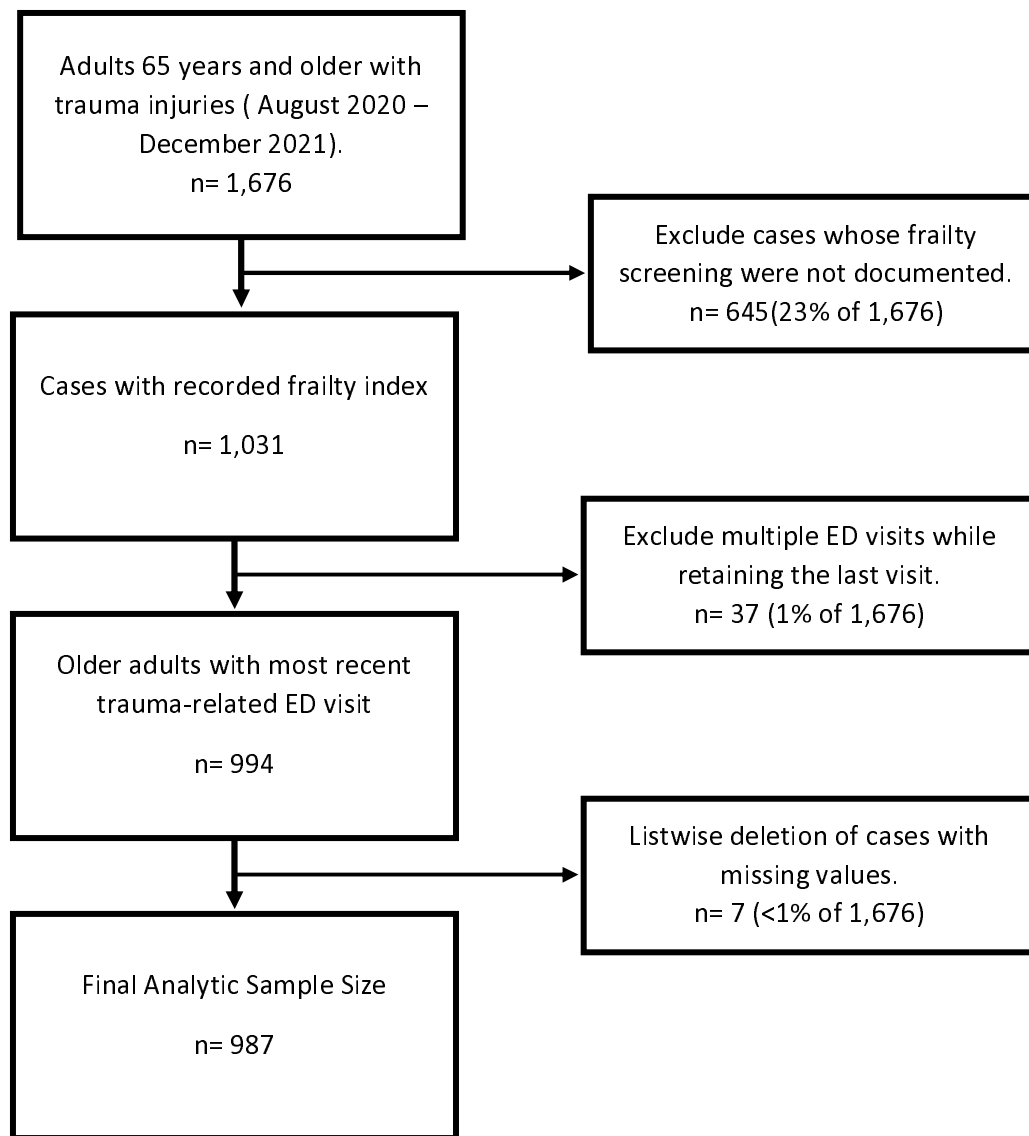 Adults 65 years and older with
trauma injuries ( August 2020 –
December 2021).
n= 1,676
Exclude cases whose frailty
screening were not documented.
n= 645(23% of 1,676)
Cases with recorded frailty index
n= 1,031
Exclude multiple ED visits while
retaining the last visit.
n= 37 (1% of 1,676)
Older adults with most recent
trauma-related ED visit
n= 994
Listwise deletion of cases with
missing values.
n= 7 (<1% of 1,676)
Final Analytic Sample Size
n= 987